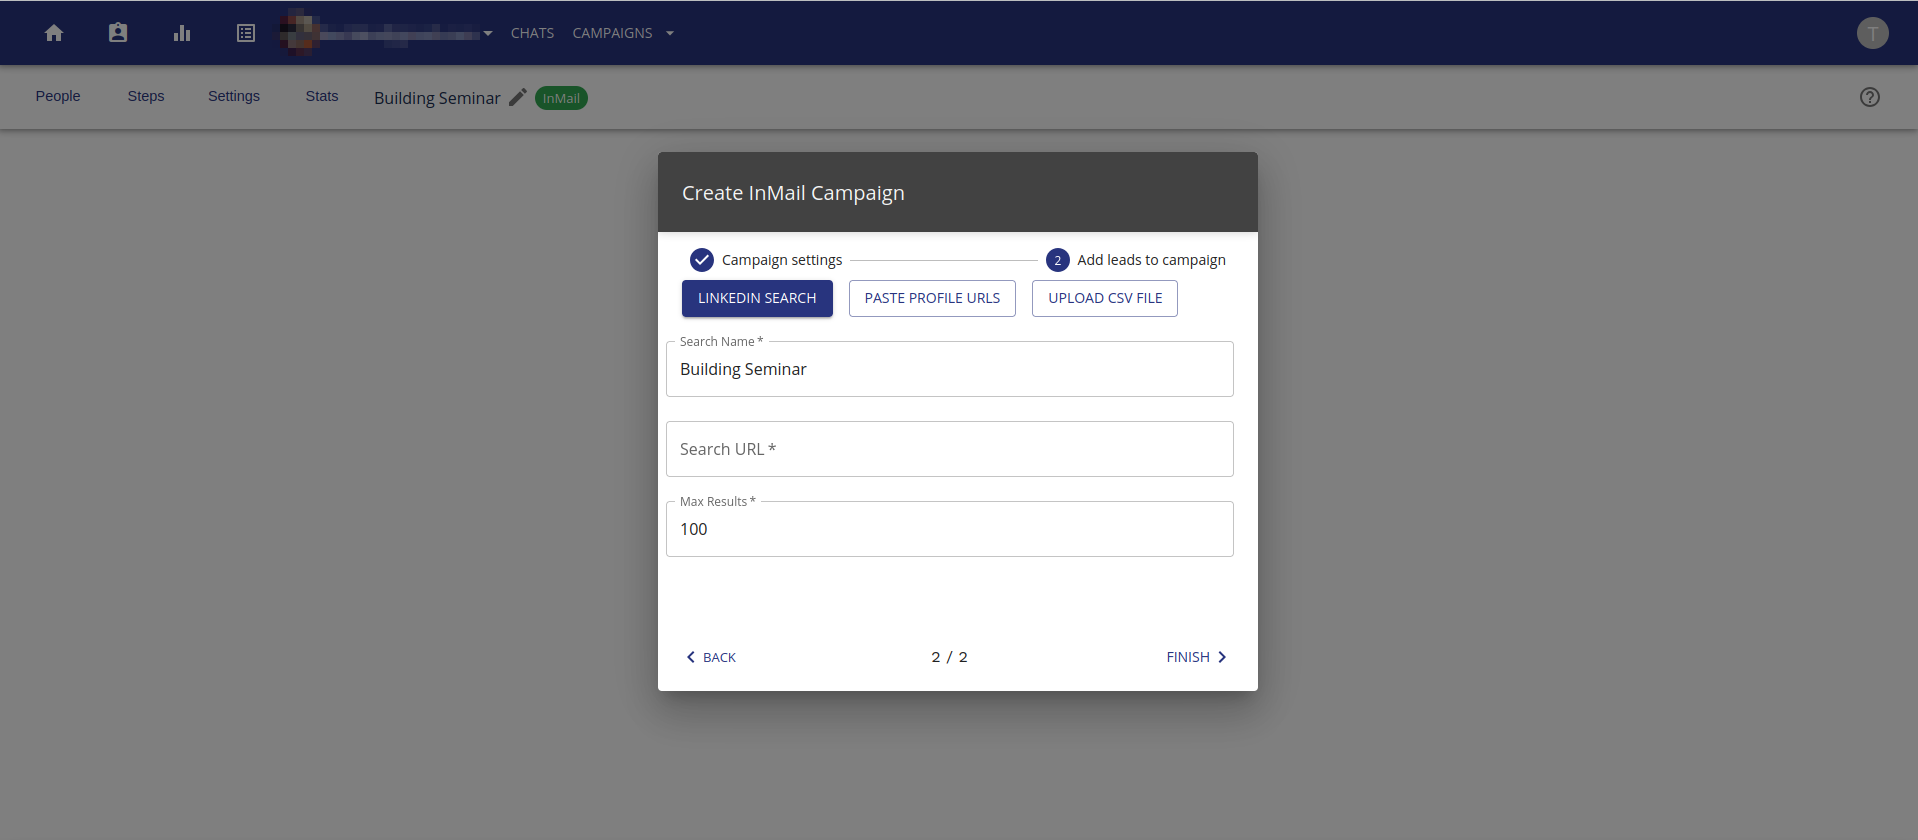 CHATS CAMPAIGNS T
People Steps Settings Stats Building Seminar InMail ?
Create InMail Campaign
Campaign settings 2 Add leads to campaign
LINKEDIN SEARCH PASTE PROFILE URLS UPLOAD CSV FILE
Search Name *
Building Seminar
Search URL *
Max Results *
100
BACK 2 / 2 FINISH